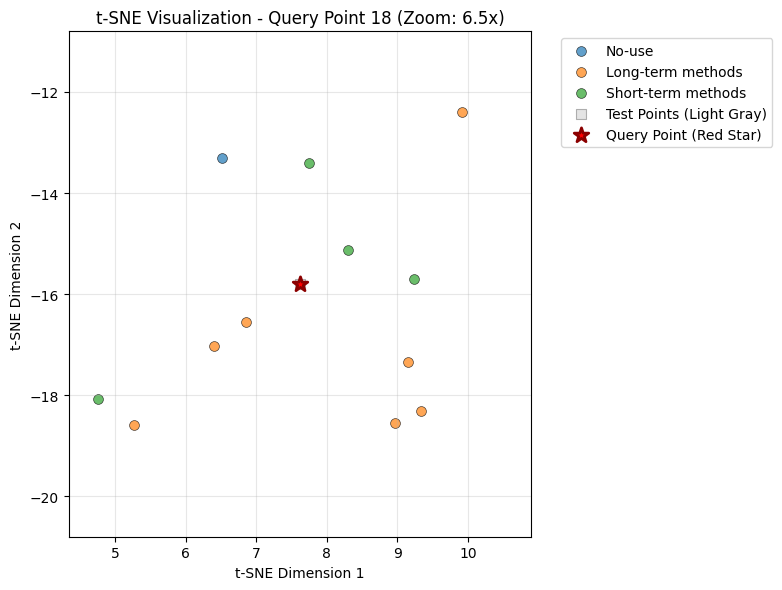 t-SNE Visualization - Query Point 18 (Zoom: 6.5x)
No-use
Long-term methods
Short-term methods
Test Points (Light Gray)
Query Point (Red Star)
−12
−14
−16
−18
−20
t-SNE Dimension 2
5 6 7 8 9 10
t-SNE Dimension 1